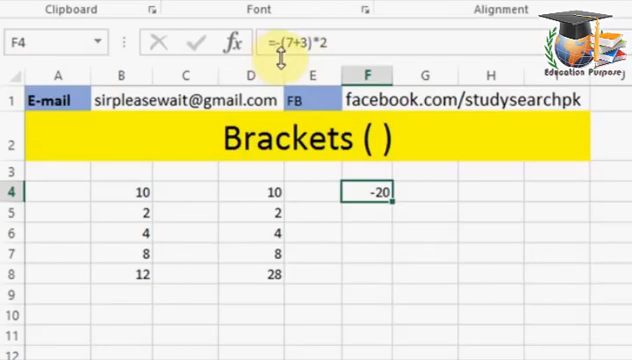 Clipboard Font Alignment
F4 fx =-(7+3)*2
Education Purposes
A B C D E F G H I
1 E-mail sirpleasewait@gmail.com FB facebook.com/studysearchpk
2 Brackets ( )
3
4 10 10 -20
5 2 2
6 4 4
7 8 8
8 12 28
9
10
11
12